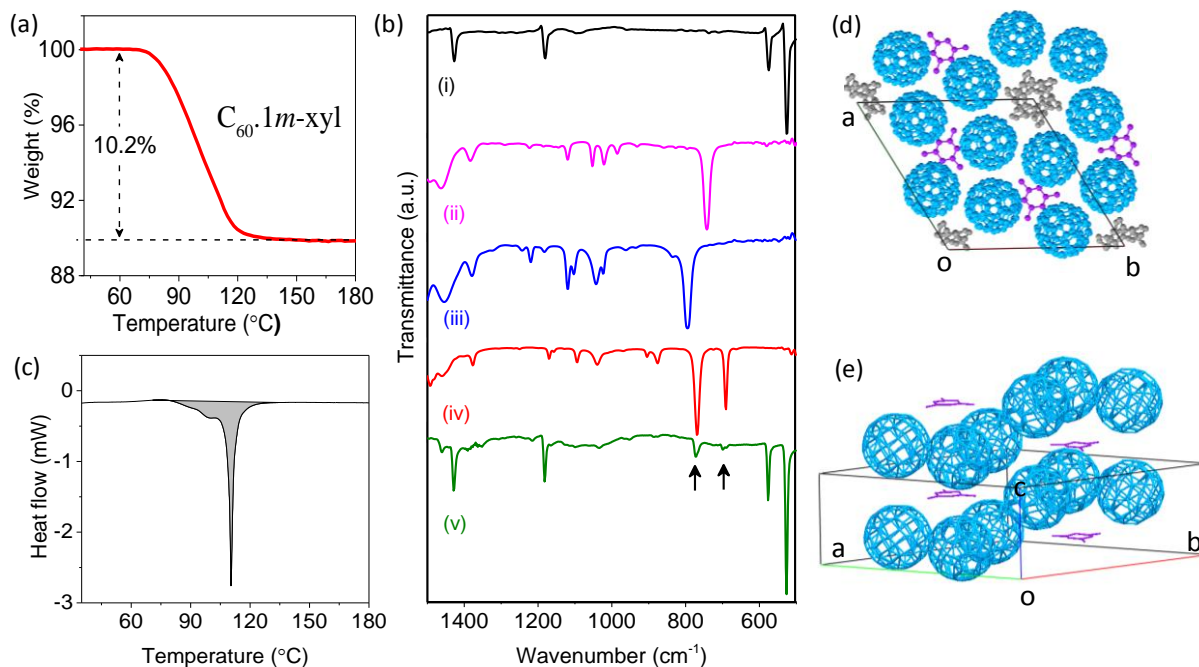 (a)
100
96
92
88
Weight (%)
10.2%
C₆₀.1m-xyl
60
90
120
150
180
Temperature (°C)
(b)
Transmittance (a.u.)
(i)
(ii)
(iii)
(iv)
(v)
1400
1200
1000
800
600
Wavenumber (cm⁻¹)
(c)
0
-1
-2
-3
Heat flow (mW)
60
90
120
150
180
Temperature (°C)
(d)
a
o
b
(e)
c
a
b
o